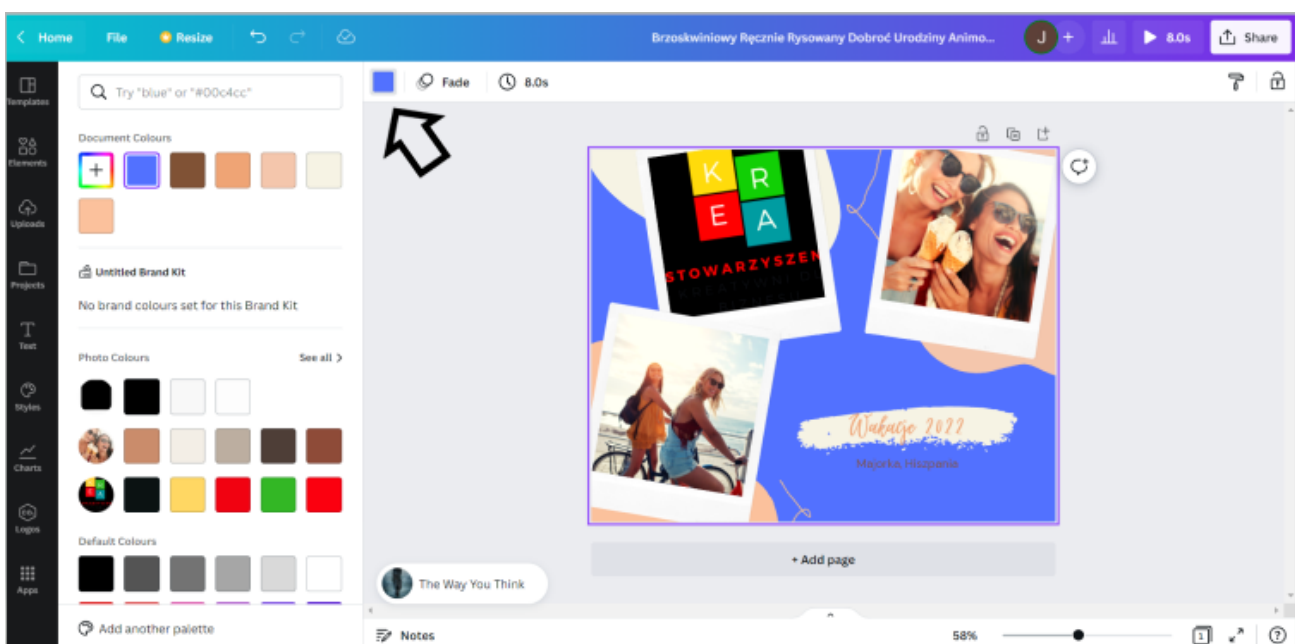 Home File Resize Brzoskwiniowy Ręcznie Rysowany Dobroć Urodziny Animo... J + 8.0s Share
Templates
Elements
Uploads
Projects
Text
Styles
Charts
Logos
CO.
Apps
Try "blue" or "#00c4cc"
Document Colours
+
Untitled Brand Kit
No brand colours set for this Brand Kit
Photo Colours See all
Default Colours
Add another palette
Fade 8.0s
K R
E A
STOWARZYSZEN
Wakacje 2022
Majorka, Hiszpania
+ Add page
The Way You Think
Notes 58% 1 ?